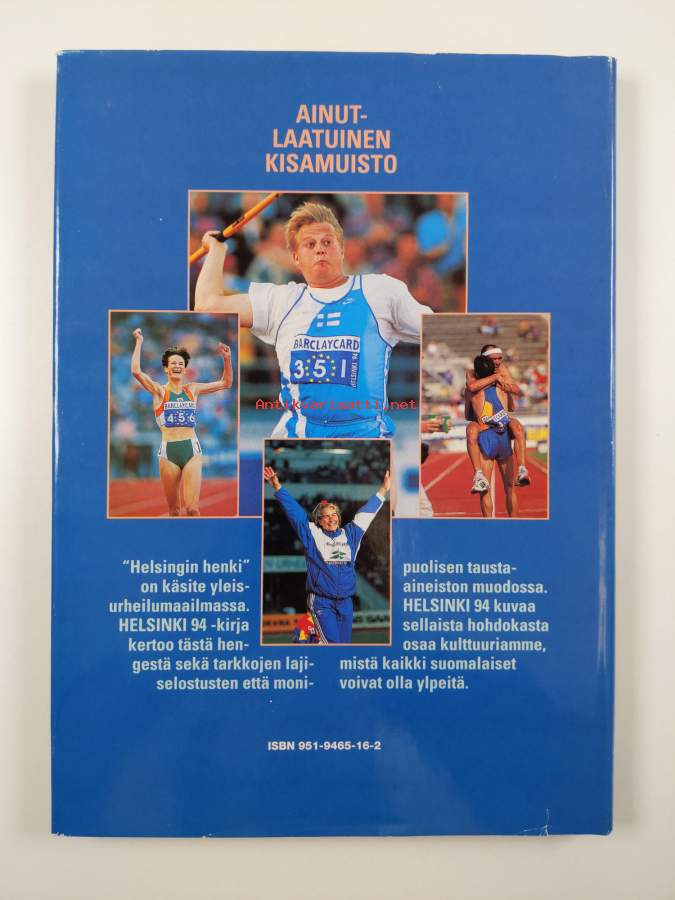 AINUT-
LAATUINEN
KISAMUISTO
BARCLAYCARD
351
BARCLAYCARD
456
Antikvariaatti.net
"Helsingin henki"
on käsite yleis-
urheilumaailmassa.
HELSINKI 94 -kirja
kertoo tästä hen-
gestä sekä tarkkojen laji-
selostusten että moni-
puolisen tausta-
aineiston muodossa.
HELSINKI 94 kuvaa
sellaista hohdokasta
osaa kulttuuriamme,
mistä kaikki suomalaiset
voivat olla ylpeitä.
ISBN 951-9465-16-2